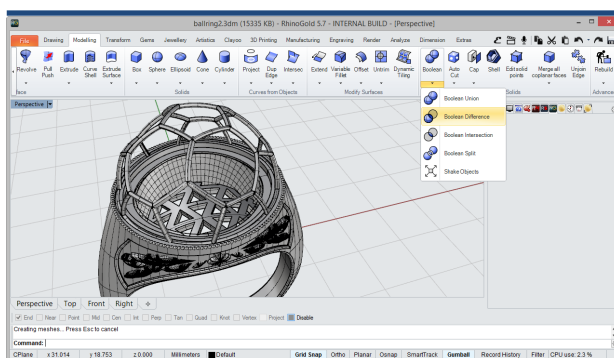 ballring2.3dm (15335 KB) - RhinoGold 5.7 - INTERNAL BUILD - [Perspective]
File Drawing Modelling Transform Gems Jewellery Artistics Clayoo 3D Printing Manufacturing Engraving Render Analyze Dimension Extras
Revolve Pull Push Extrude Curve Shell Extrude Surface Box Sphere Ellipsoid Cone Cylinder Project Dup Edge Intersec Extend Variable Fillet Offset Untrim Dynamic Tiling Boolean Auto Cut Cap Shell Editsolid points Merge all coplanar faces Unjoin Edge Rebuild
face Solids Curves from Objects Modify Surfaces Solids Advance
Boolean Union
Boolean Difference
Boolean Intersection
Boolean Split
Shake Objects
Perspective
Perspective Top Front Right
End Near Point Mid Cen Int Perp Tan Quad Knot Vertex Project Disable
Creating meshes... Press Esc to cancel
Command:
CPlane x 31.014 y 18.753 z 0.000 Millimeters Default Grid Snap Ortho Planar Osnap SmartTrack Gumball Record History Filter CPU use: 2.3 %